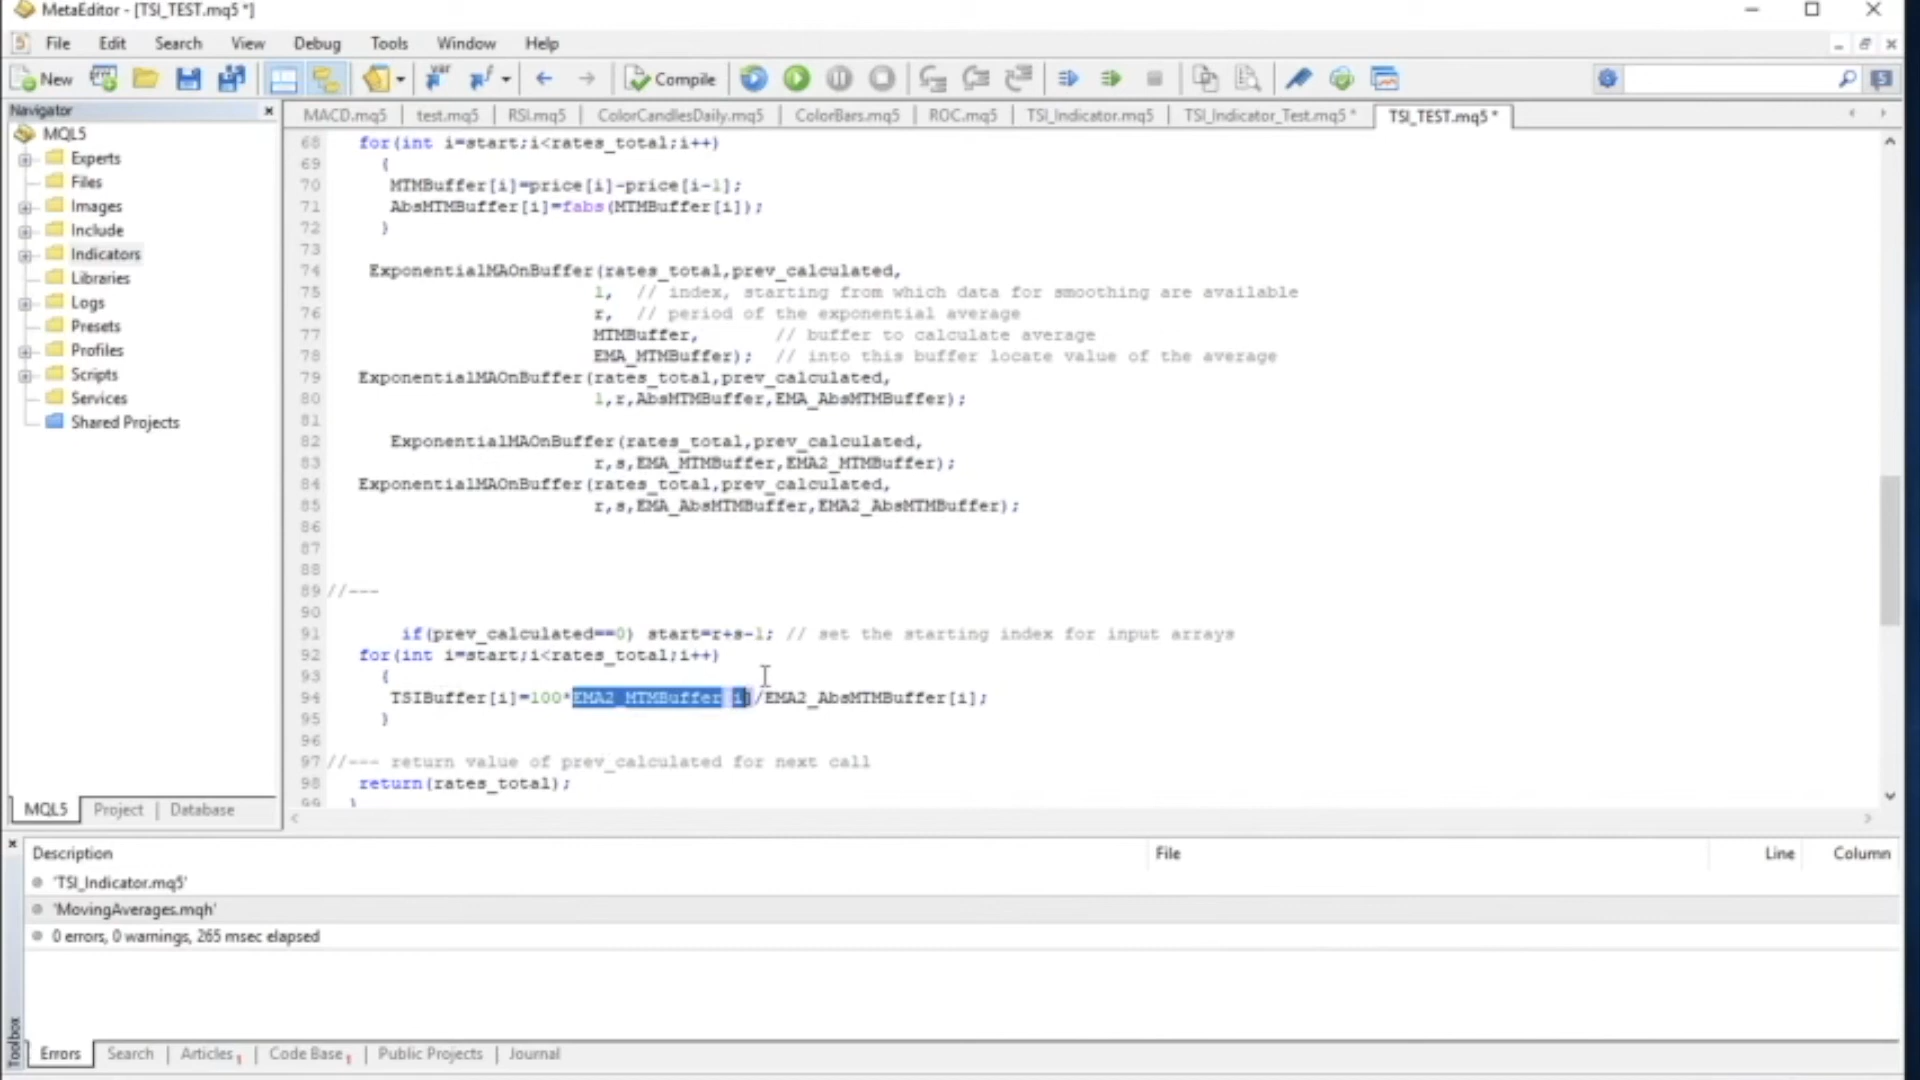 MetaEditor - [TSI_TEST.mq5 *]
File Edit Search View Debug Tools Window Help
New var Compile
Navigator
MACD.mq5 test.mq5 RSI.mq5 ColorCandlesDaily.mq5 ColorBars.mq5 ROC.mq5 TSI_Indicator.mq5 TSI_Indicator_Test.mq5 * TSI_TEST.mq5 *
MQL5
Experts
Files
Images
Include
Indicators
Libraries
Logs
Presets
Profiles
Scripts
Services
Shared Projects
MQL5 Project Database
68 for(int i=start;i<rates_total;i++)
69 {
70 MTMBuffer[i]=price[i]-price[i-1];
71 AbsMTMBuffer[i]=fabs(MTMBuffer[i]);
72 }
73
74 ExponentialMAOnBuffer(rates_total,prev_calculated,
75 1, // index, starting from which data for smoothing are available
76 r, // period of the exponential average
77 MTMBuffer, // buffer to calculate average
78 EMA_MTMBuffer); // into this buffer locate value of the average
79 ExponentialMAOnBuffer(rates_total,prev_calculated,
80 1,r,AbsMTMBuffer,EMA_AbsMTMBuffer);
81
82 ExponentialMAOnBuffer(rates_total,prev_calculated,
83 r,s,EMA_MTMBuffer,EMA2_MTMBuffer);
84 ExponentialMAOnBuffer(rates_total,prev_calculated,
85 r,s,EMA_AbsMTMBuffer,EMA2_AbsMTMBuffer);
86
87
88
89 //---
90
91 if(prev_calculated==0) start=r+s-1; // set the starting index for input arrays
92 for(int i=start;i<rates_total;i++)
93 {
94 TSIBuffer[i]=100*EMA2_MTMBuffer[i]/EMA2_AbsMTMBuffer[i];
95 }
96
97 //--- return value of prev_calculated for next call
98 return(rates_total);
99 }
Description File Line Column
'TSI_Indicator.mq5'
'MovingAverages.mqh'
0 errors, 0 warnings, 265 msec elapsed
Toolbox
Errors Search Articles Code Base Public Projects Journal